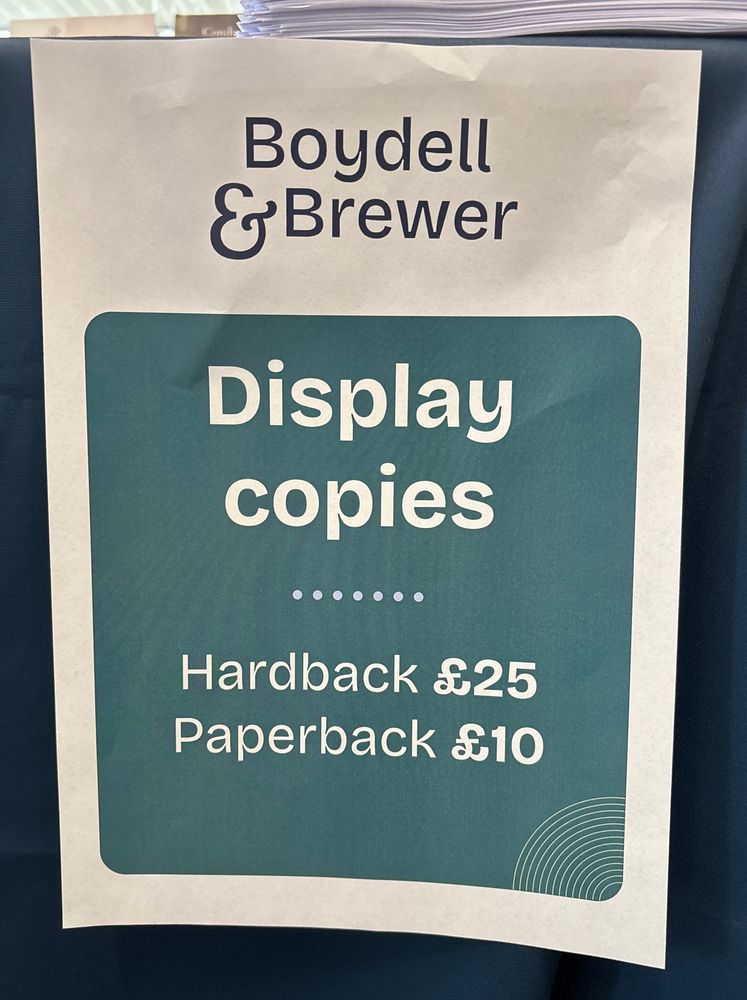 Boydell
&Brewer
Display
copies
Hardback £25
Paperback £10